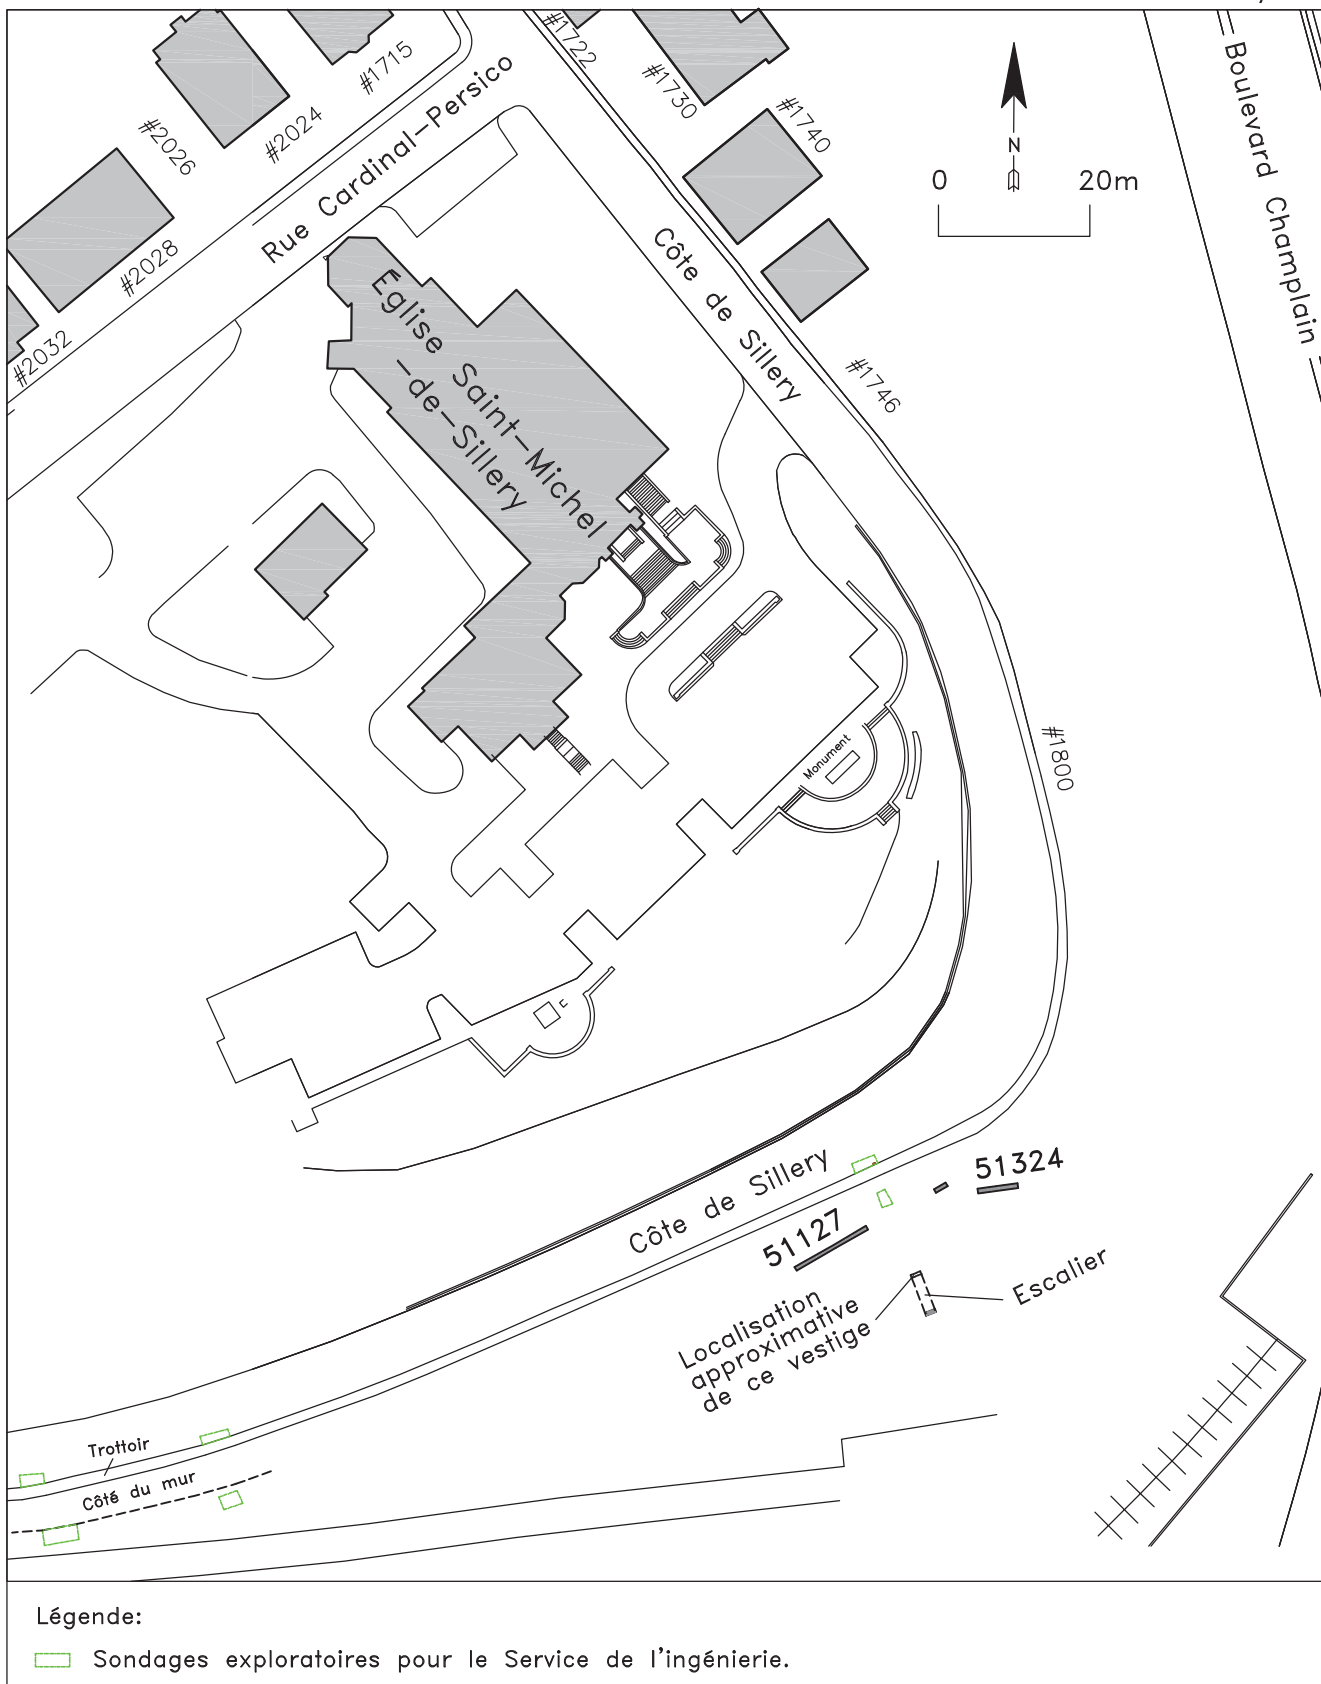 #1715
#1722
#1730
#1740
#2024
#2026
#2028
#2032
Rue Cardinal-Persico
N
0 20m
Boulevard Champlain
Côte de Sillery
#1746
Église Saint-Michel
-de-Sillery
#1800
Monument
Côte de Sillery
51324
51127
Escalier
Localisation
approximative
de ce vestige
Trottoir
Côté du mur
Légende:
Sondages exploratoires pour le Service de l'ingénierie.